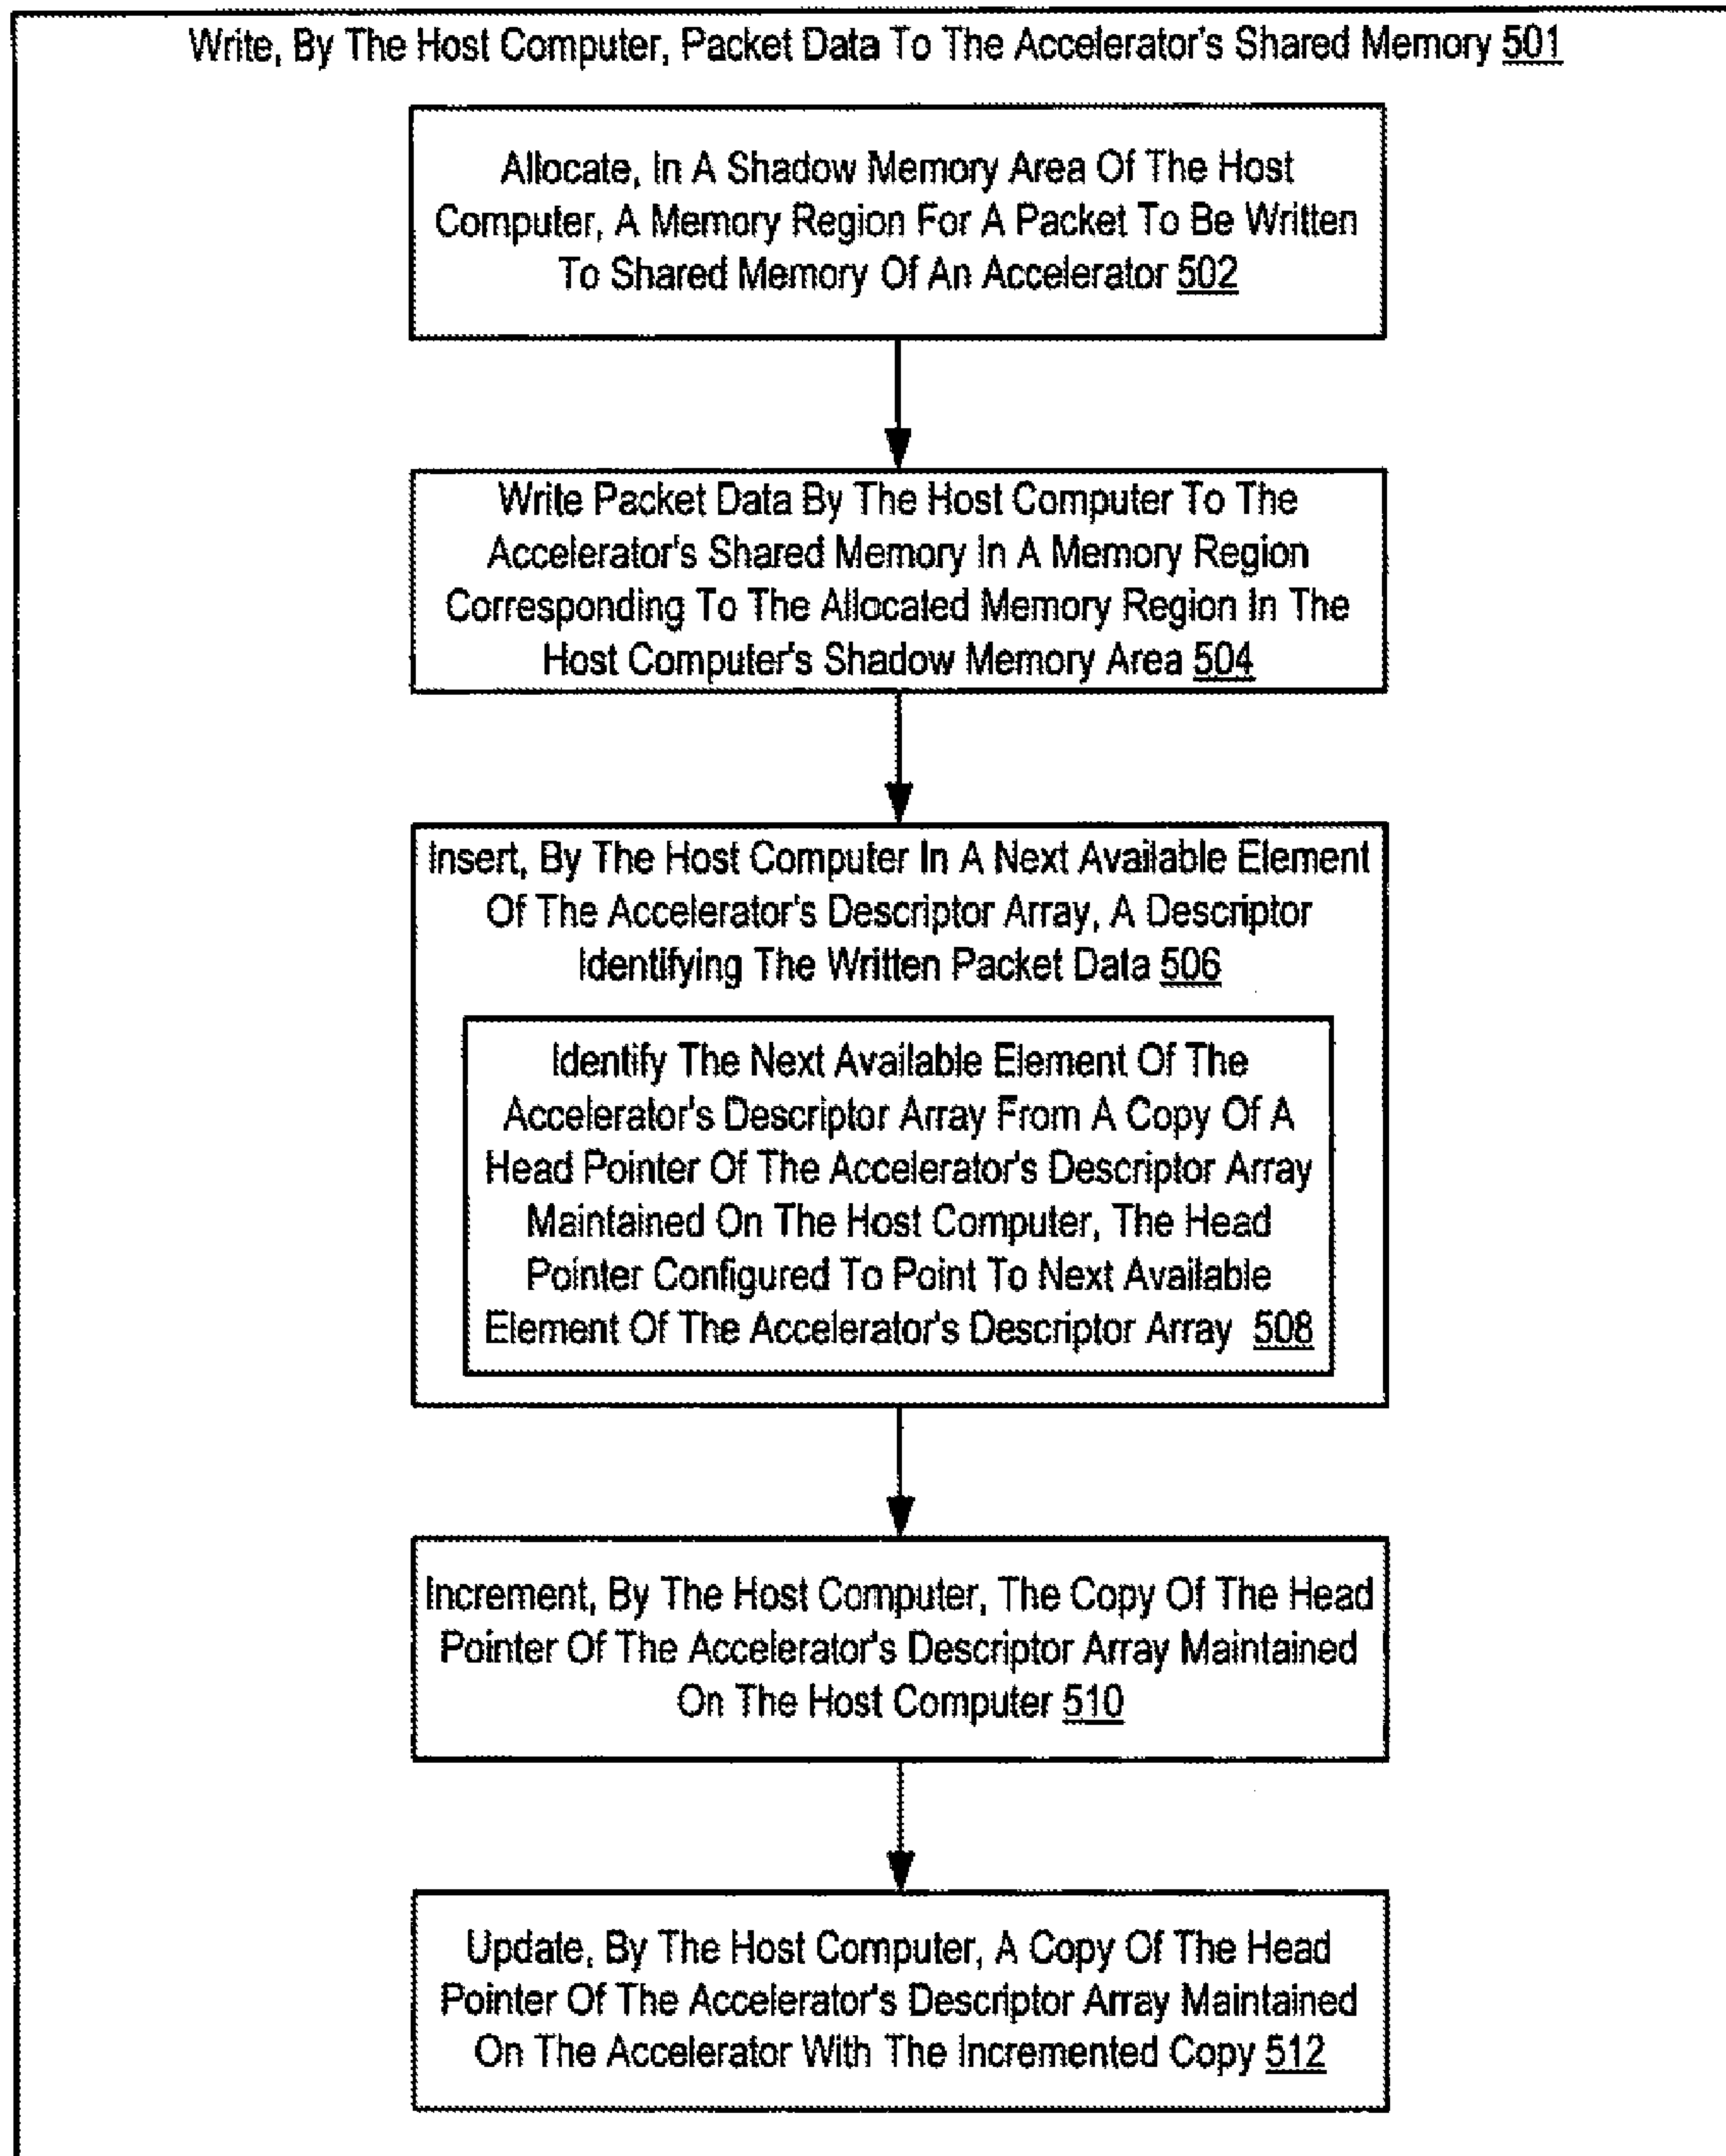 Write, By The Host Computer, Packet Data To The Accelerator's Shared Memory 501
Allocate, In A Shadow Memory Area Of The Host
Computer, A Memory Region For A Packet To Be Written
To Shared Memory Of An Accelerator 502
Write Packet Data By The Host Computer To The
Accelerator's Shared Memory In A Memory Region
Corresponding To The Allocated Memory Region In The
Host Computer's Shadow Memory Area 504
Insert, By The Host Computer In A Next Available Element
Of The Accelerator's Descriptor Array, A Descriptor
Identifying The Written Packet Data 506
Identify The Next Available Element Of The
Accelerator's Descriptor Array From A Copy Of A
Head Pointer Of The Accelerator's Descriptor Array
Maintained On The Host Computer, The Head
Pointer Configured To Point To Next Available
Element Of The Accelerator's Descriptor Array 508
Increment, By The Host Computer, The Copy Of The Head
Pointer Of The Accelerator's Descriptor Array Maintained
On The Host Computer 510
Update, By The Host Computer, A Copy Of The Head
Pointer Of The Accelerator's Descriptor Array Maintained
On The Accelerator With The Incremented Copy 512